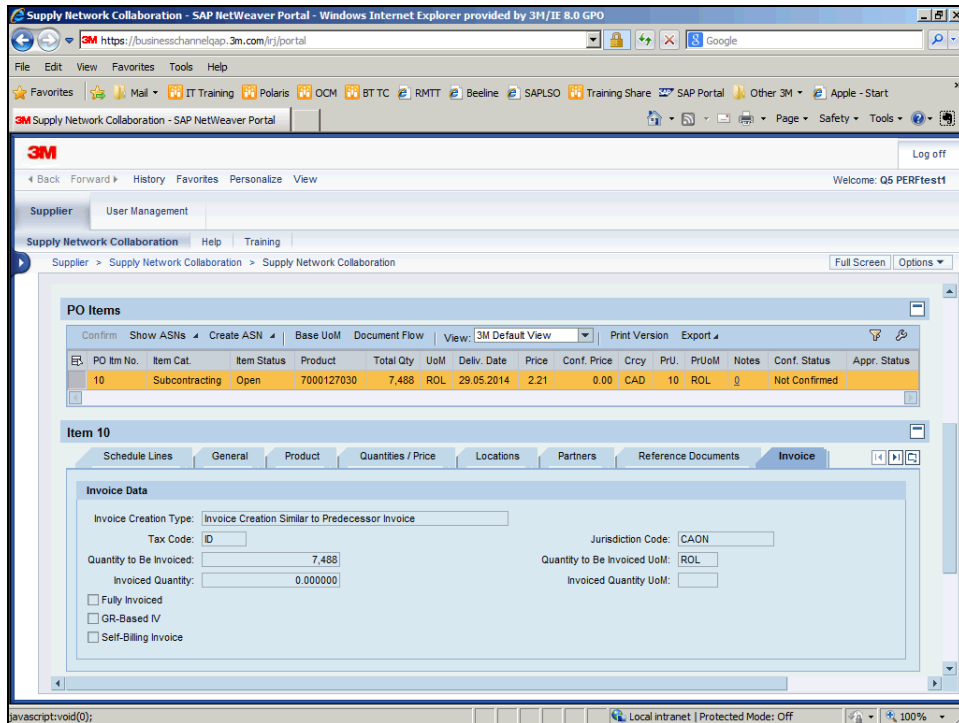 Supply Network Collaboration - SAP NetWeaver Portal - Windows Internet Explorer provided by 3M/IE 8.0 GPO
3M https://businesschannelqap.3m.com/irj/portal
Google
File Edit View Favorites Tools Help
Favorites Mail IT Training Polaris OCM BT TC RMTT Beeline SAPLSO Training Share SAP Portal Other 3M Apple - Start
3M Supply Network Collaboration - SAP NetWeaver Portal
Page Safety Tools
3M
Log off
Back Forward History Favorites Personalize View
Welcome: Q5 PERFtest1
Supplier User Management
Supply Network Collaboration Help Training
Supplier > Supply Network Collaboration > Supply Network Collaboration
Full Screen Options
PO Items
Confirm Show ASNs Create ASN Base UoM Document Flow View: 3M Default View Print Version Export
PO Itm No. Item Cat. Item Status Product Total Qty UoM Deliv. Date Price Conf. Price Crcy PrU. PrUoM Notes Conf. Status Appr. Status
10 Subcontracting Open 7000127030 7,488 ROL 29.05.2014 2.21 0.00 CAD 10 ROL 0 Not Confirmed
Item 10
Schedule Lines General Product Quantities / Price Locations Partners Reference Documents Invoice
Invoice Data
Invoice Creation Type: Invoice Creation Similar to Predecessor Invoice
Tax Code: ID Jurisdiction Code: CAON
Quantity to Be Invoiced: 7,488 Quantity to Be Invoiced UoM: ROL
Invoiced Quantity: 0.000000 Invoiced Quantity UoM:
Fully Invoiced
GR-Based IV
Self-Billing Invoice
javascript:void(0);
Local intranet | Protected Mode: Off
100%